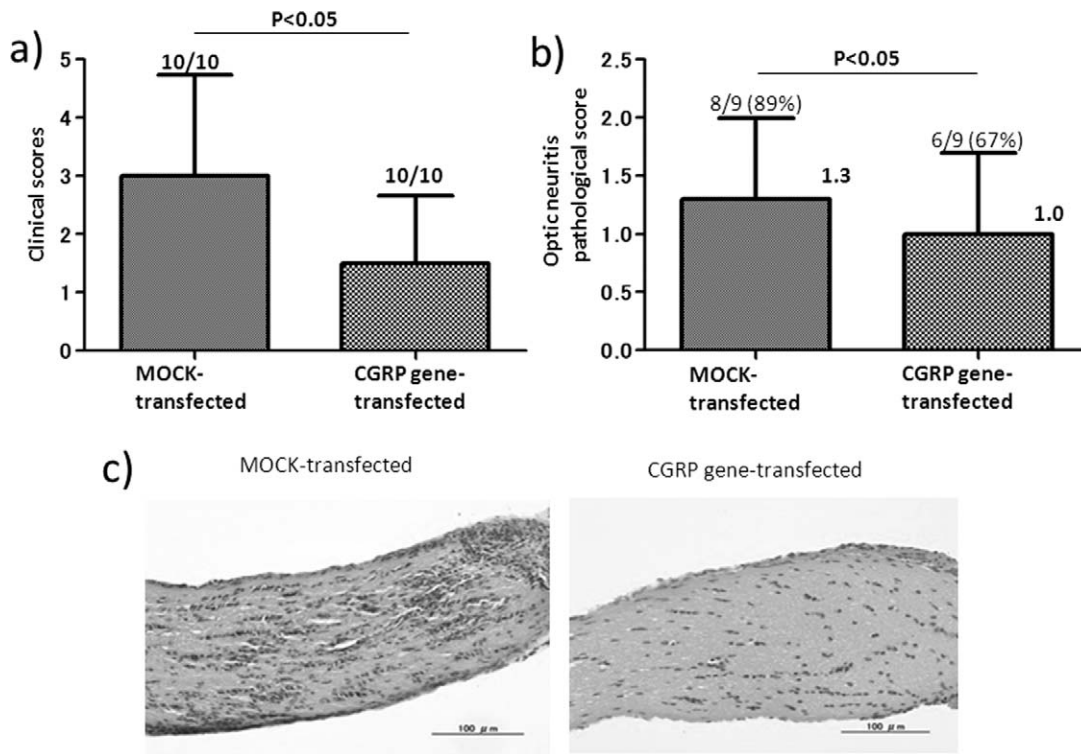 a)
P<0.05
10/10
10/10
5
4
3
2
1
0
Clinical scores
MOCK-
transfected
CGRP gene-
transfected
b)
P<0.05
8/9 (89%)
6/9 (67%)
1.3
1.0
2.5
2.0
1.5
1.0
0.5
0.0
Optic neuritis
pathological score
MOCK-
transfected
CGRP gene-
transfected
c)
MOCK-transfected
CGRP gene-transfected
100 μm
100 μm